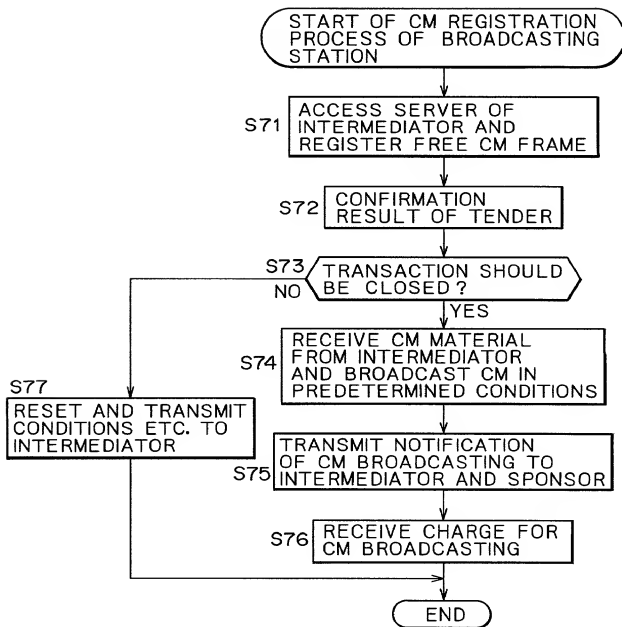 START OF CM REGISTRATION
PROCESS OF BROADCASTING
STATION
S71
ACCESS SERVER OF
INTERMEDIATOR AND
REGISTER FREE CM FRAME
S72
CONFIRMATION
RESULT OF TENDER
S73
TRANSACTION SHOULD
BE CLOSED?
NO
YES
S74
RECEIVE CM MATERIAL
FROM INTERMEDIATOR
AND BROADCAST CM IN
PREDETERMINED CONDITIONS
S77
RESET AND TRANSMIT
CONDITIONS ETC. TO
INTERMEDIATOR
S75
TRANSMIT NOTIFICATION
OF CM BROADCASTING TO
INTERMEDIATOR AND SPONSOR
S76
RECEIVE CHARGE FOR
CM BROADCASTING
END